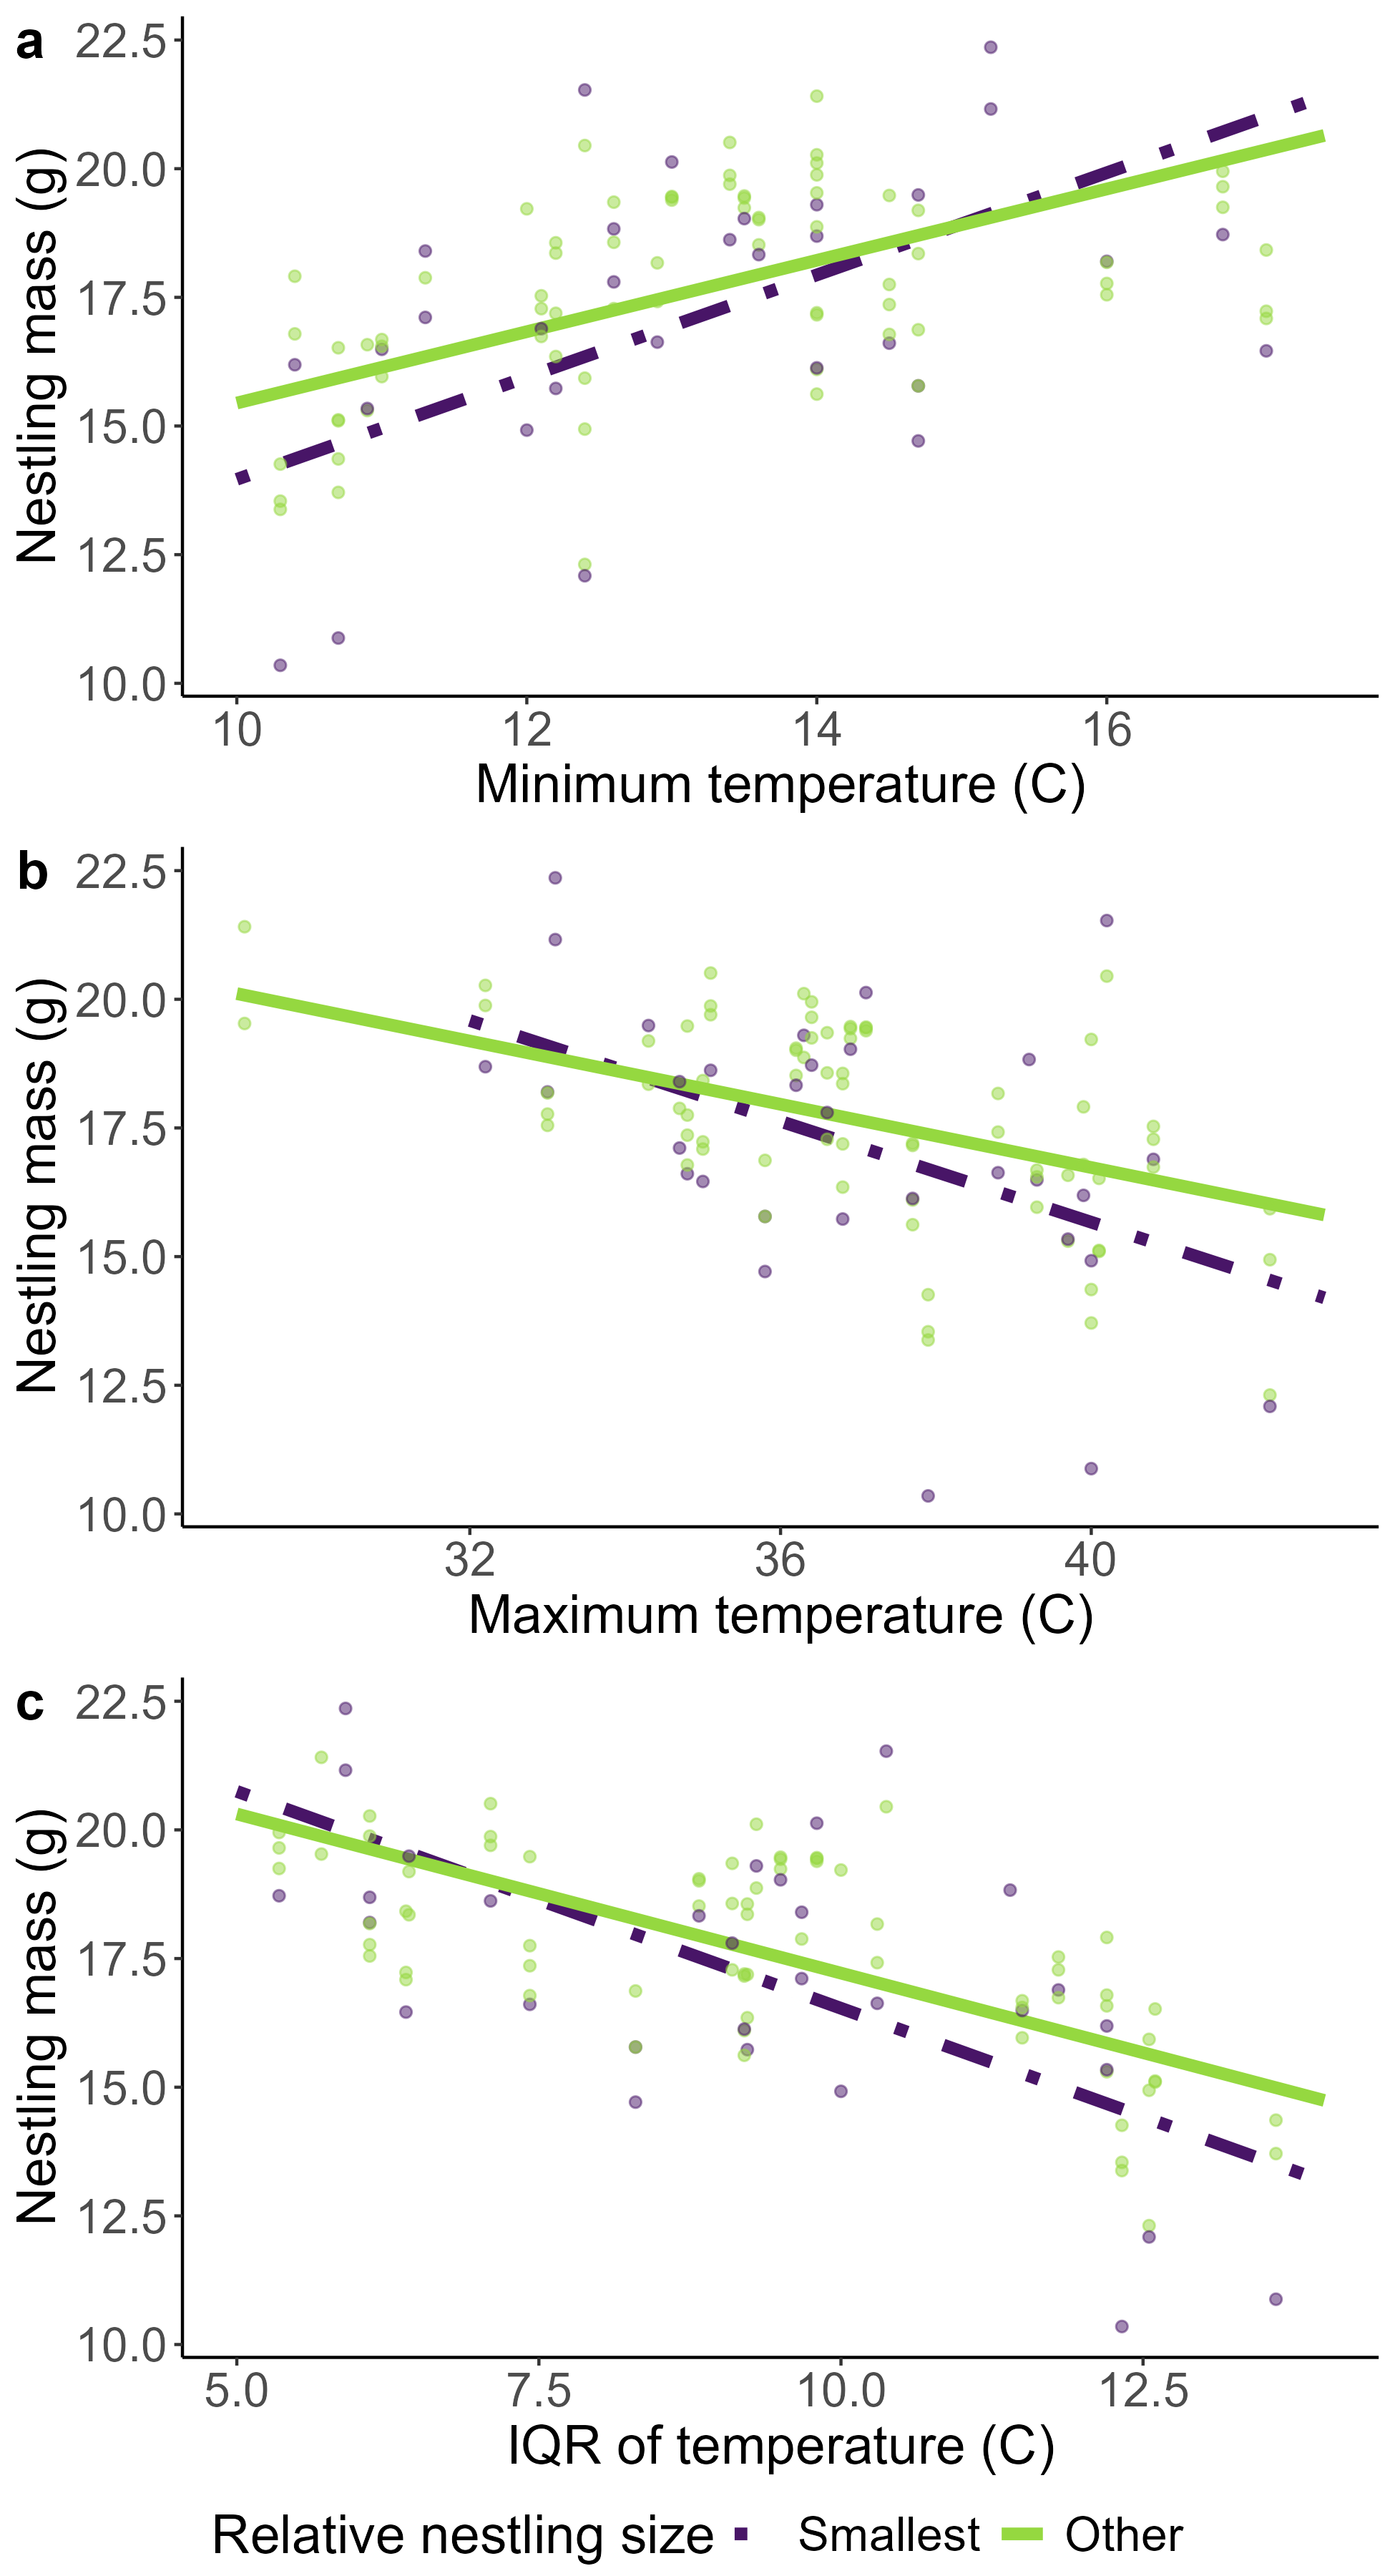 a
22.5
20.0
17.5
15.0
12.5
10.0
Nestling mass (g)
10 12 14 16
Minimum temperature (C)
b
22.5
20.0
17.5
15.0
12.5
10.0
Nestling mass (g)
32 36 40
Maximum temperature (C)
c
22.5
20.0
17.5
15.0
12.5
10.0
Nestling mass (g)
5.0 7.5 10.0 12.5
IQR of temperature (C)
Relative nestling size Smallest Other